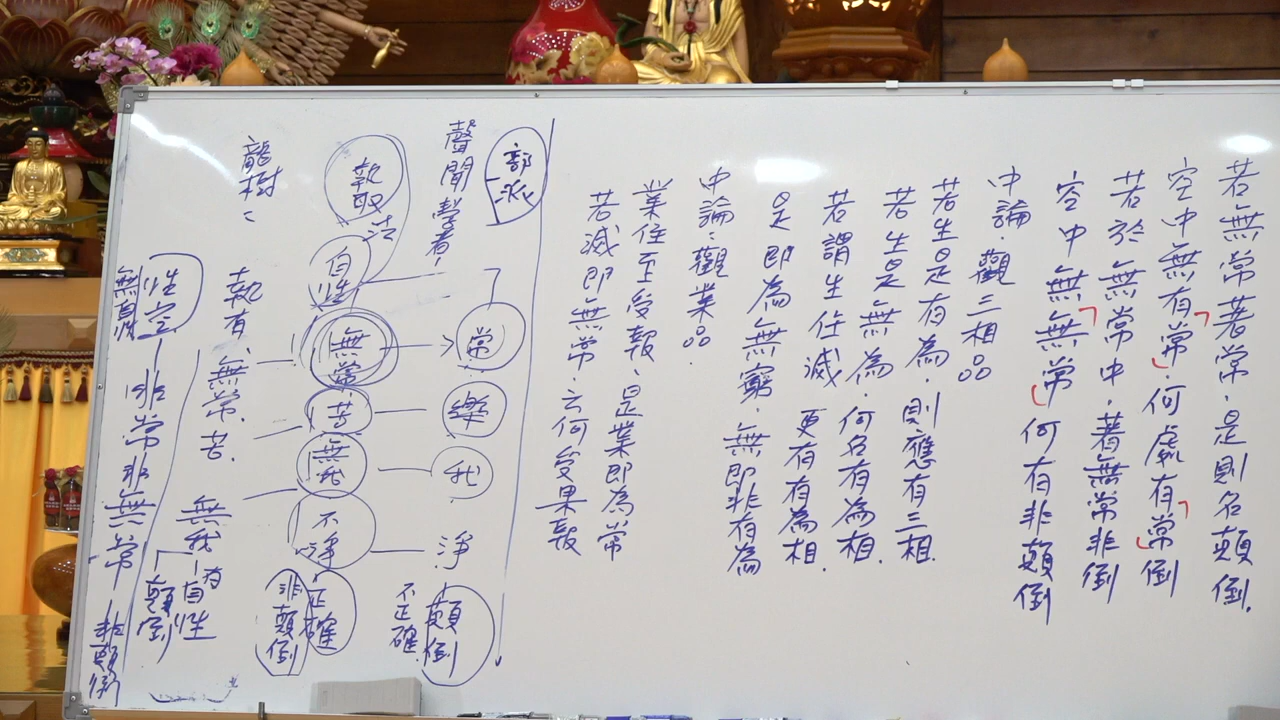 若無常著常．是則名顛倒．
空中無有常．何處有常倒
若於無常中．著無常非倒
空中無無常 何有非顛倒
中論．觀三相品
若生是有為．則應有三相
若生是無為．何名有為相．
若謂生住滅 更有有為相．
是即為無窮．無即非有為
中論：觀業品．
業住至受報．是業即為常
若滅即無常．云何受果報
部派
聲聞聲者
常
樂
我
淨
顛倒
不正確
執取
法
自性
無常
苦
無我
不淨
正確
非顛倒
龍樹
執有
無常．
苦．
無我
有自性
顛倒
性空
非常非無常
非顛倒